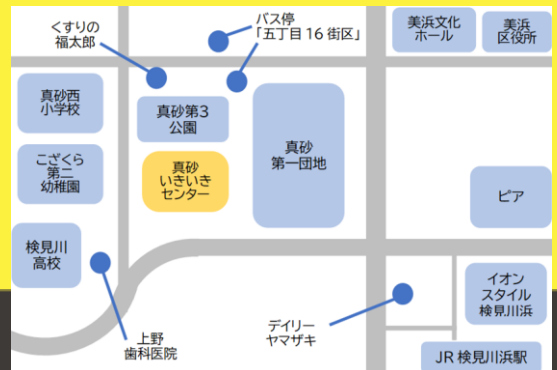 くすりの
福太郎
バス停
「五丁目16街区」
美浜文化
ホール
美浜
区役所
真砂西
小学校
真砂第3
公園
真砂
第一団地
こざくら
第二
幼稚園
真砂
いきいき
センター
ピア
検見川
高校
イオン
スタイル
検見川浜
上野
歯科医院
デイリー
ヤマザキ
JR検見川浜駅